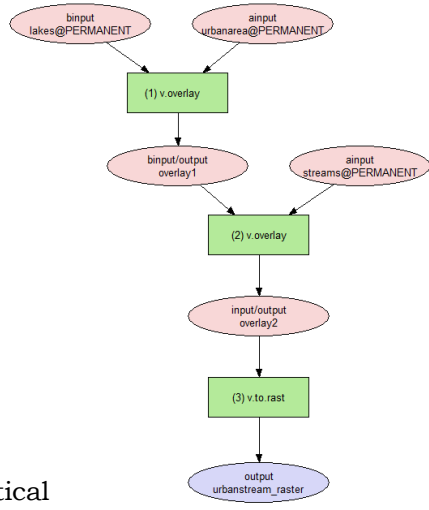 binput
lakes@PERMANENT
ainput
urbanarea@PERMANENT
(1) v.overlay
binput/output
overlay1
ainput
streams@PERMANENT
(2) v.overlay
input/output
overlay2
(3) v.to.rast
output
urbanstream_raster
tical